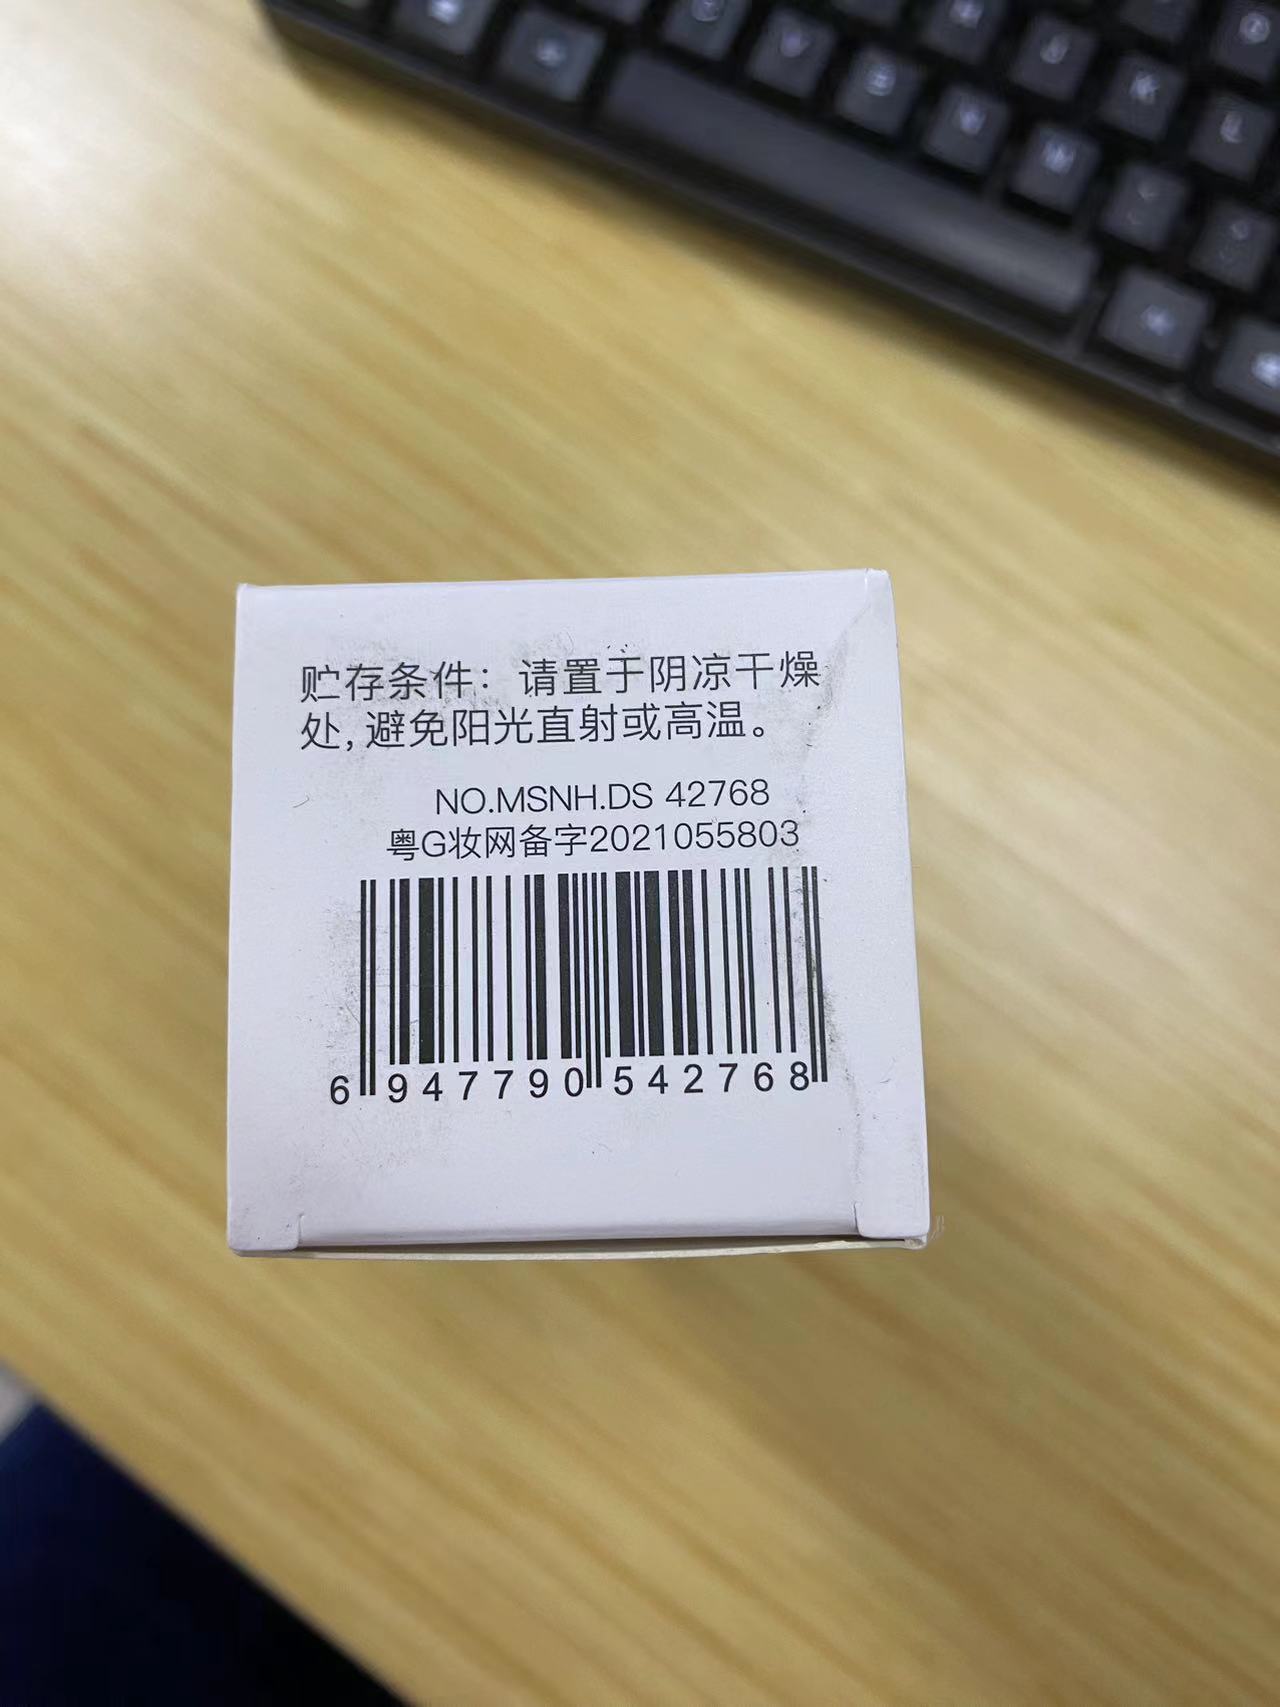 贮存条件：请置于阴凉干燥
处，避免阳光直射或高温。
NO.MSNH.DS 42768
粤G妆网备字2021055803
6 947790 542768